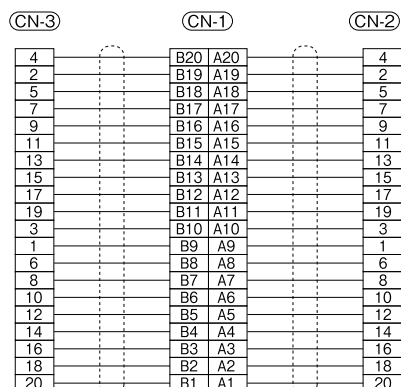 CN-3 CN-1 CN-2
4 B20 A20 4
2 B19 A19 2
5 B18 A18 5
7 B17 A17 7
9 B16 A16 9
11 B15 A15 11
13 B14 A14 13
15 B13 A13 15
17 B12 A12 17
19 B11 A11 19
3 B10 A10 3
1 B9 A9 1
6 B8 A8 6
8 B7 A7 8
10 B6 A6 10
12 B5 A5 12
14 B4 A4 14
16 B3 A3 16
18 B2 A2 18
20 B1 A1 20